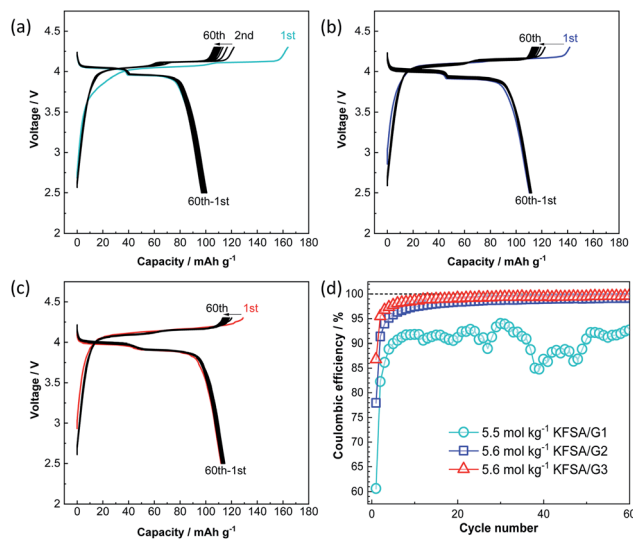 (a)
60th 2nd 1st
4.5
4
3.5
3
2.5
2
Voltage / V
60th-1st
0 20 40 60 80 100 120 140 160 180
Capacity / mAh g⁻¹
(b)
60th 1st
4.5
4
3.5
3
2.5
2
Voltage / V
60th-1st
0 20 40 60 80 100 120 140 160 180
Capacity / mAh g⁻¹
(c)
60th 1st
4.5
4
3.5
3
2.5
2
Voltage / V
60th-1st
0 20 40 60 80 100 120 140 160 180
Capacity / mAh g⁻¹
(d)
100
95
90
85
80
75
70
65
60
Coulombic efficiency / %
5.5 mol kg⁻¹ KFSA/G1
5.6 mol kg⁻¹ KFSA/G2
5.6 mol kg⁻¹ KFSA/G3
0 20 40 60
Cycle number